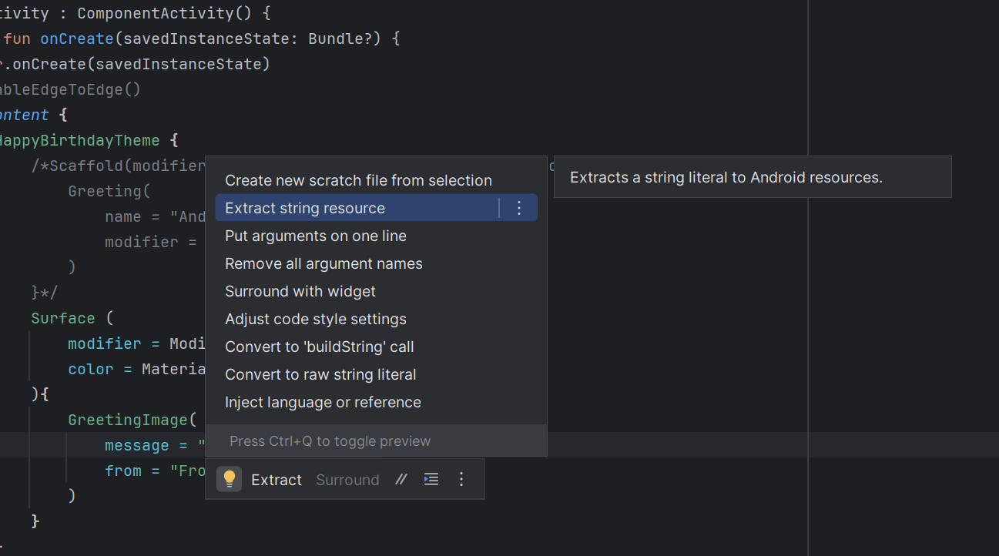 tivity : ComponentActivity() {
fun onCreate(savedInstanceState: Bundle?) {
r.onCreate(savedInstanceState)
ableEdgeToEdge()
ontent {
HappyBirthdayTheme {
/*Scaffold(modifier
Greeting(
name = "And
modifier =
)
}*/
Surface (
modifier = Modi
color = Materia
){
GreetingImage(
message = "
from = "Fro
)
}
Create new scratch file from selection
Extract string resource
Put arguments on one line
Remove all argument names
Surround with widget
Adjust code style settings
Convert to 'buildString' call
Convert to raw string literal
Inject language or reference
Press Ctrl+Q to toggle preview
Extract Surround //
Extracts a string literal to Android resources.